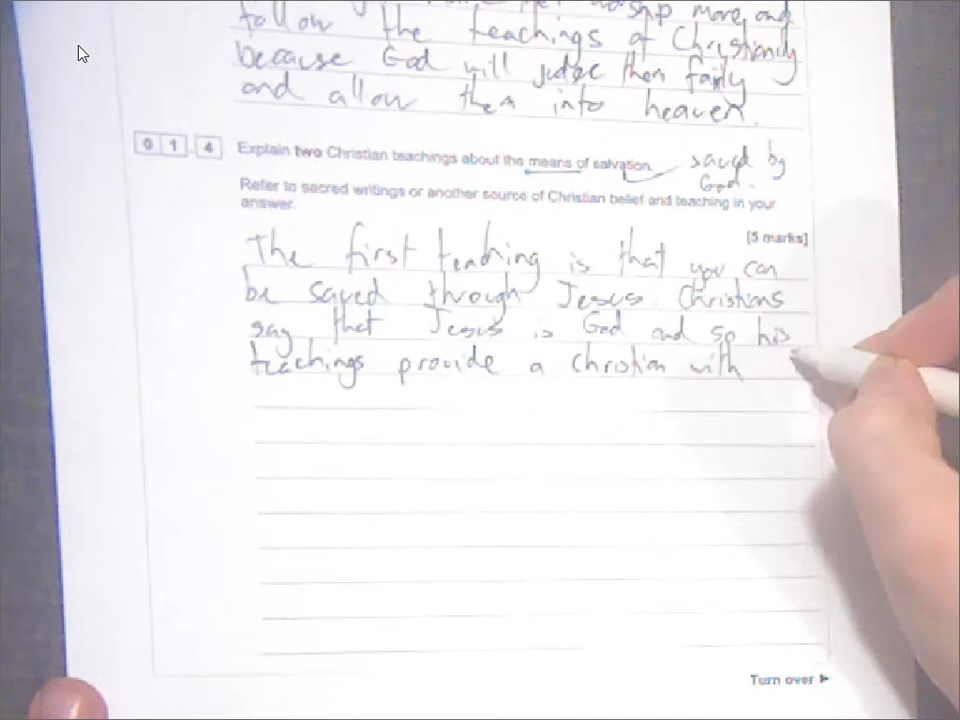 worship more and
follow the teachings of Christianity
because God will judge them fairly
and allow them into heaven.
0 1 . 4 Explain two Christian teachings about the means of salvation.
saved by
God.
Refer to sacred writings or another source of Christian belief and teaching in your
answer.
[5 marks]
The first teaching is that you can
be saved through Jesus Christians
say that Jesus is God and so his
teachings provide a Christian with
Turn over